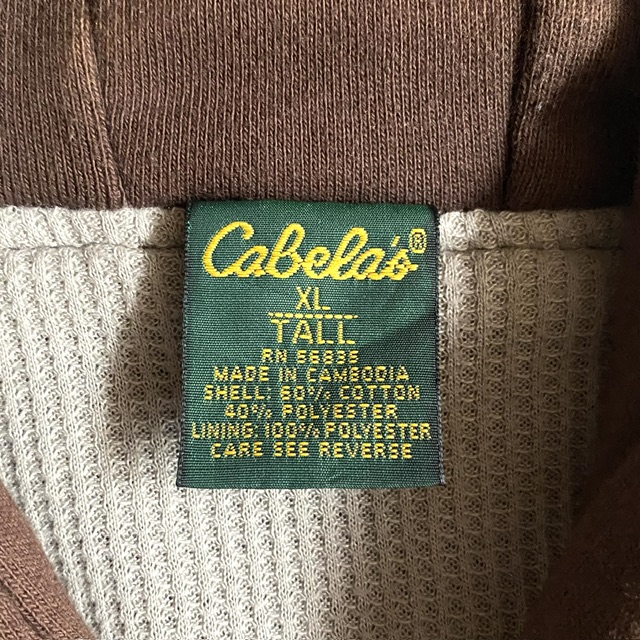 Cabela's®
XL
TALL
RN 56835
MADE IN CAMBODIA
SHELL: 60% COTTON
40% POLYESTER
LINING: 100% POLYESTER
CARE SEE REVERSE